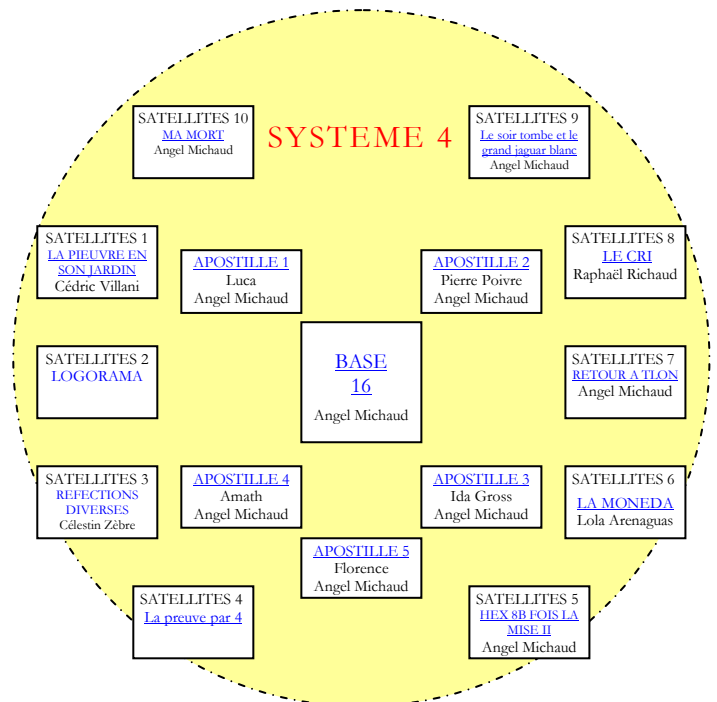 SATELLITES 10
MA MORT
Angel Michaud
SYSTEME 4
SATELLITES 9
Le soir tombe et le
grand jaguar blanc
Angel Michaud
SATELLITES 1
LA PIEUVRE EN
SON JARDIN
Cédric Villani
APOSTILLE 1
Luca
Angel Michaud
APOSTILLE 2
Pierre Poivre
Angel Michaud
SATELLITES 8
LE CRI
Raphaël Richaud
SATELLITES 2
LOGORAMA
BASE
16
Angel Michaud
SATELLITES 7
RETOUR A TLON
Angel Michaud
SATELLITES 3
REFECTIONS
DIVERSES
Célestin Zèbre
APOSTILLE 4
Amath
Angel Michaud
APOSTILLE 3
Ida Gross
Angel Michaud
SATELLITES 6
LA MONEDA
Lola Arenaguas
APOSTILLE 5
Florence
Angel Michaud
SATELLITES 4
La preuve par 4
SATELLITES 5
HEX 8B FOIS LA
MISE II
Angel Michaud